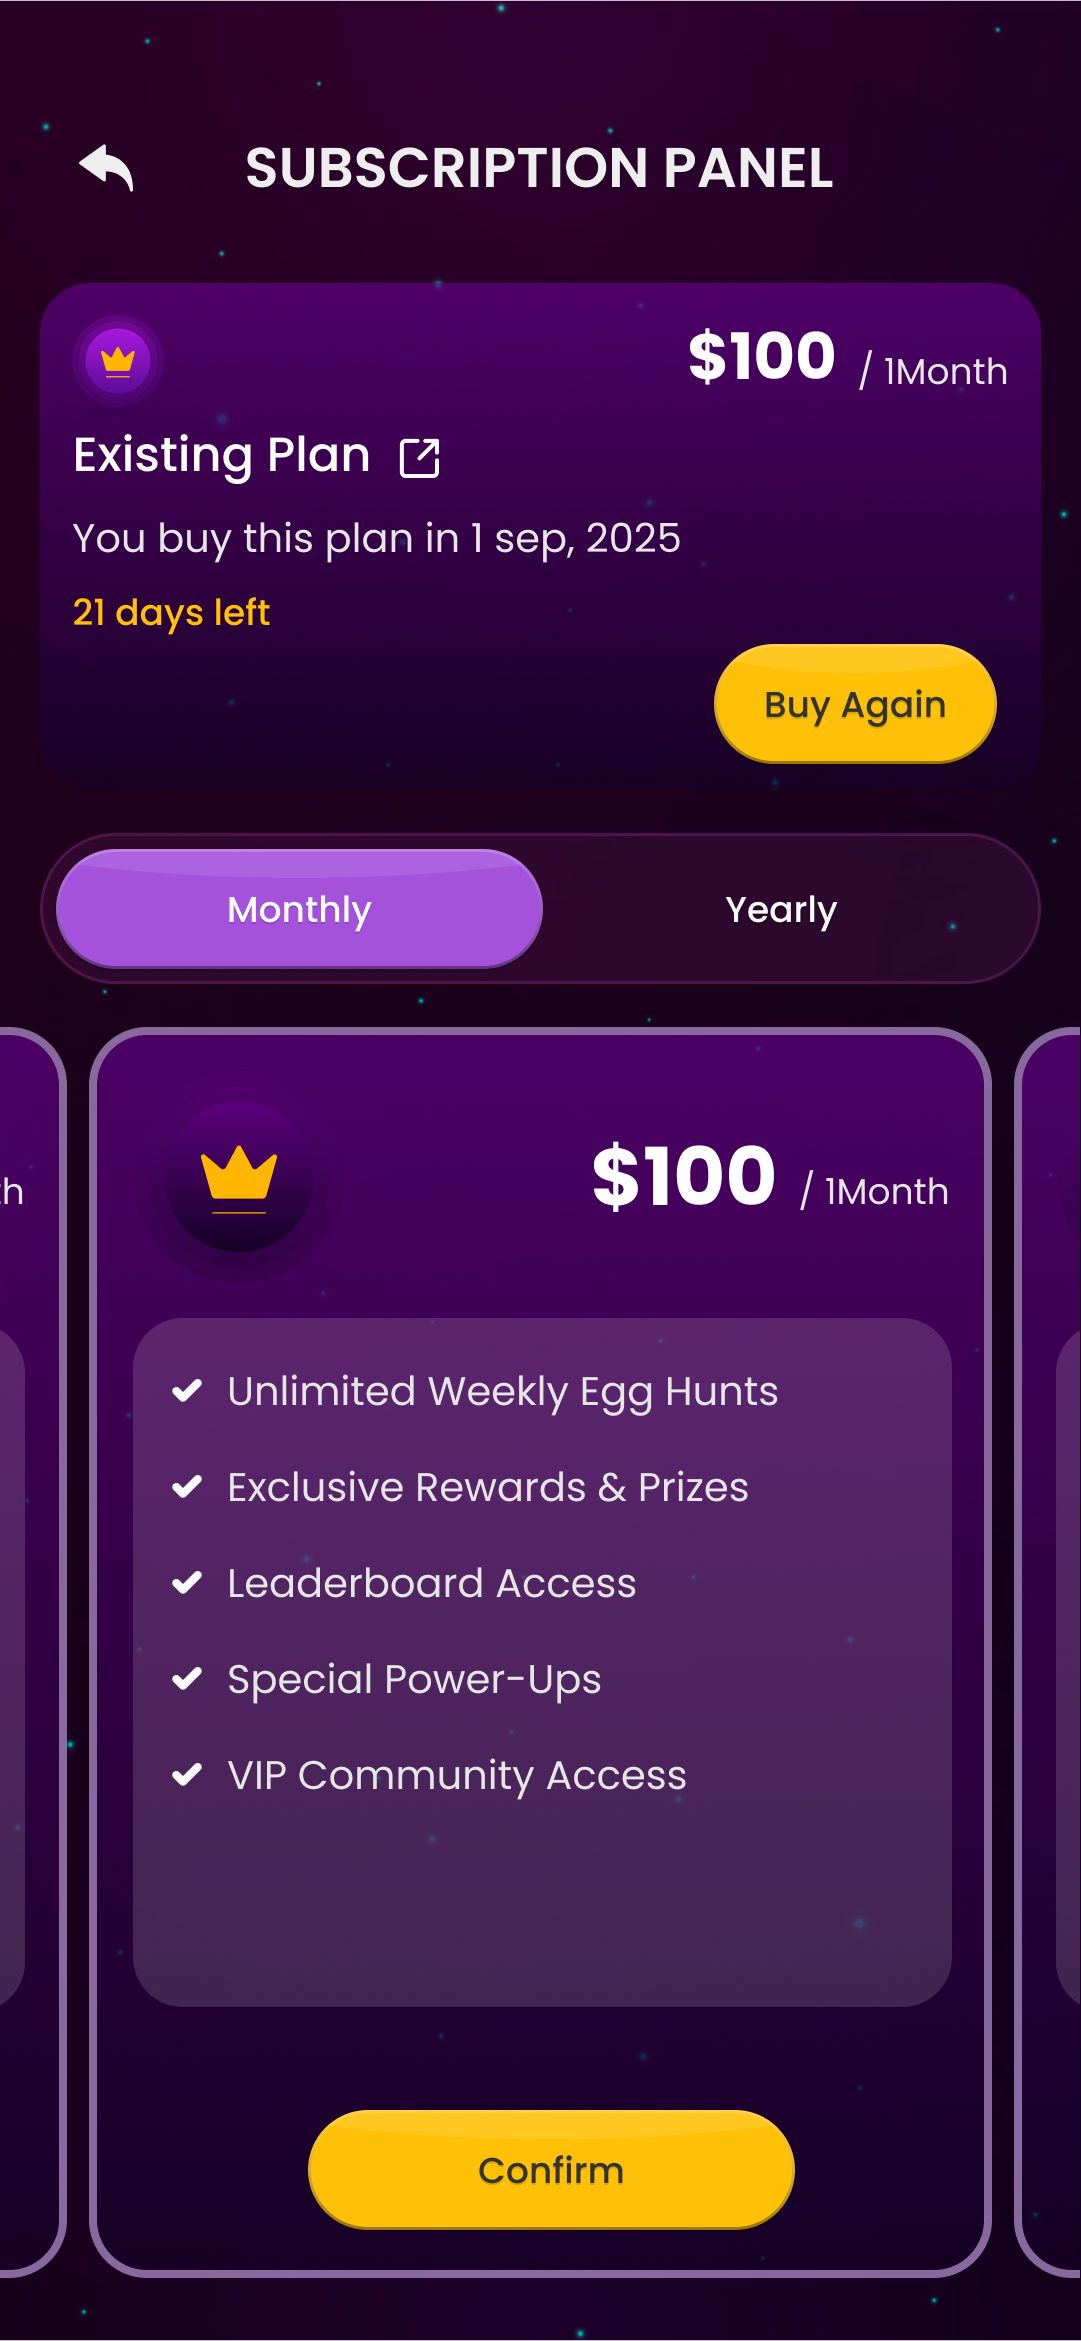 SUBSCRIPTION PANEL
$100 / 1Month
Existing Plan
You buy this plan in 1 sep, 2025
21 days left
Buy Again
Monthly
Yearly
h
$100 / 1Month
Unlimited Weekly Egg Hunts
Exclusive Rewards & Prizes
Leaderboard Access
Special Power-Ups
VIP Community Access
Confirm